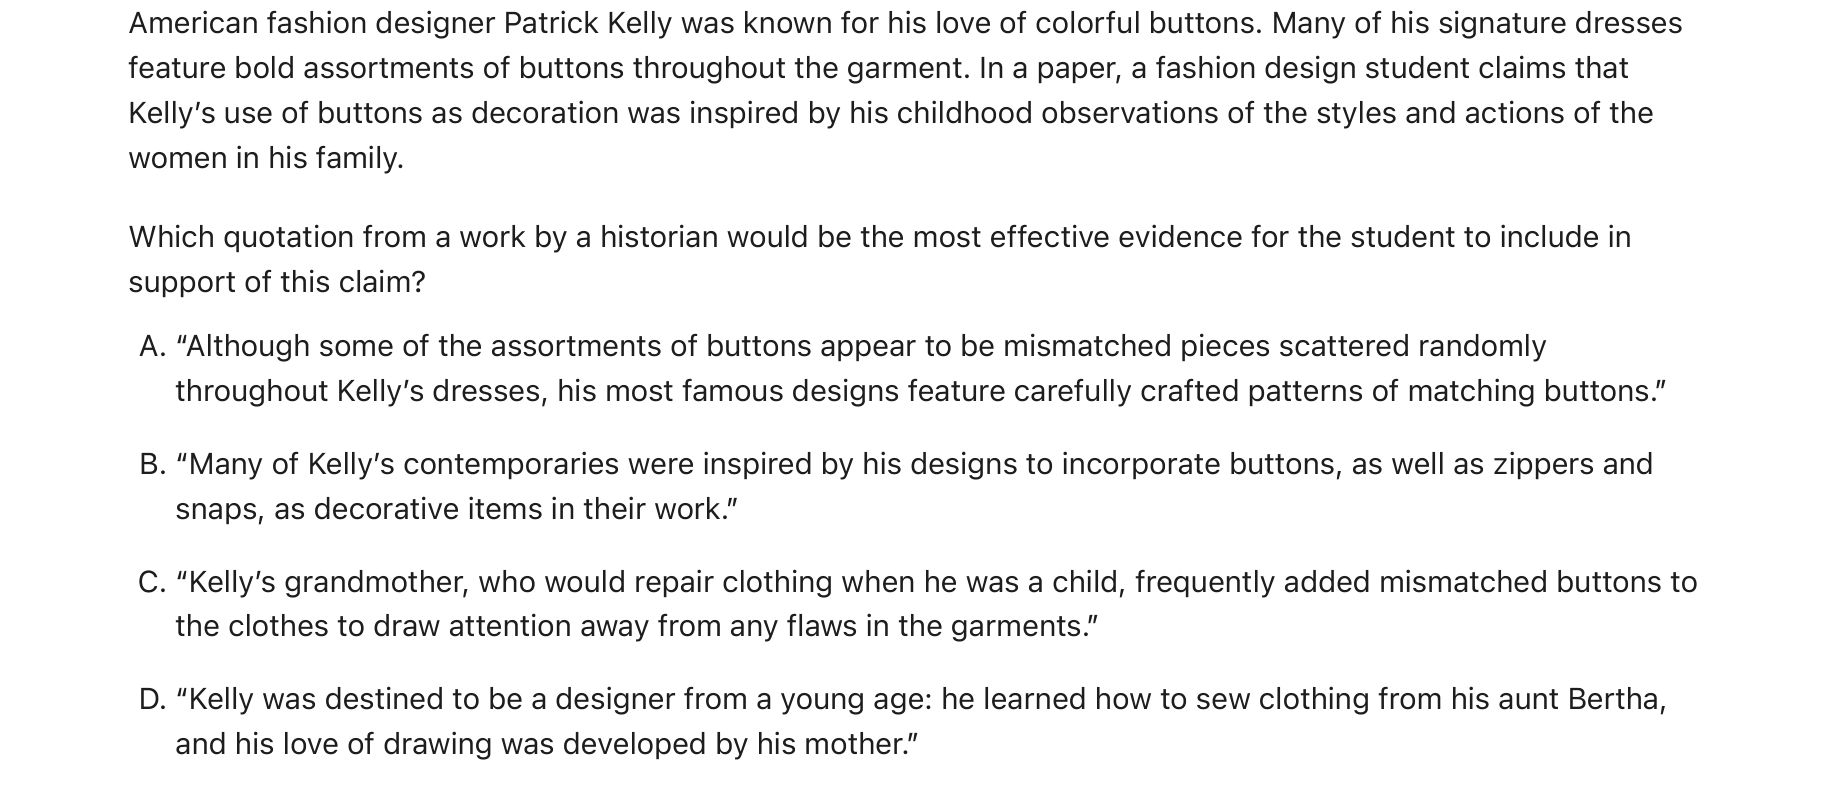 American fashion designer Patrick Kelly was known for his love of colorful buttons. Many of his signature dresses
feature bold assortments of buttons throughout the garment. In a paper, a fashion design student claims that
Kelly’s use of buttons as decoration was inspired by his childhood observations of the styles and actions of the
women in his family.
Which quotation from a work by a historian would be the most effective evidence for the student to include in
support of this claim?
A. “Although some of the assortments of buttons appear to be mismatched pieces scattered randomly
throughout Kelly’s dresses, his most famous designs feature carefully crafted patterns of matching buttons.”
B. “Many of Kelly’s contemporaries were inspired by his designs to incorporate buttons, as well as zippers and
snaps, as decorative items in their work.”
C. “Kelly’s grandmother, who would repair clothing when he was a child, frequently added mismatched buttons to
the clothes to draw attention away from any flaws in the garments.”
D. “Kelly was destined to be a designer from a young age: he learned how to sew clothing from his aunt Bertha,
and his love of drawing was developed by his mother.”